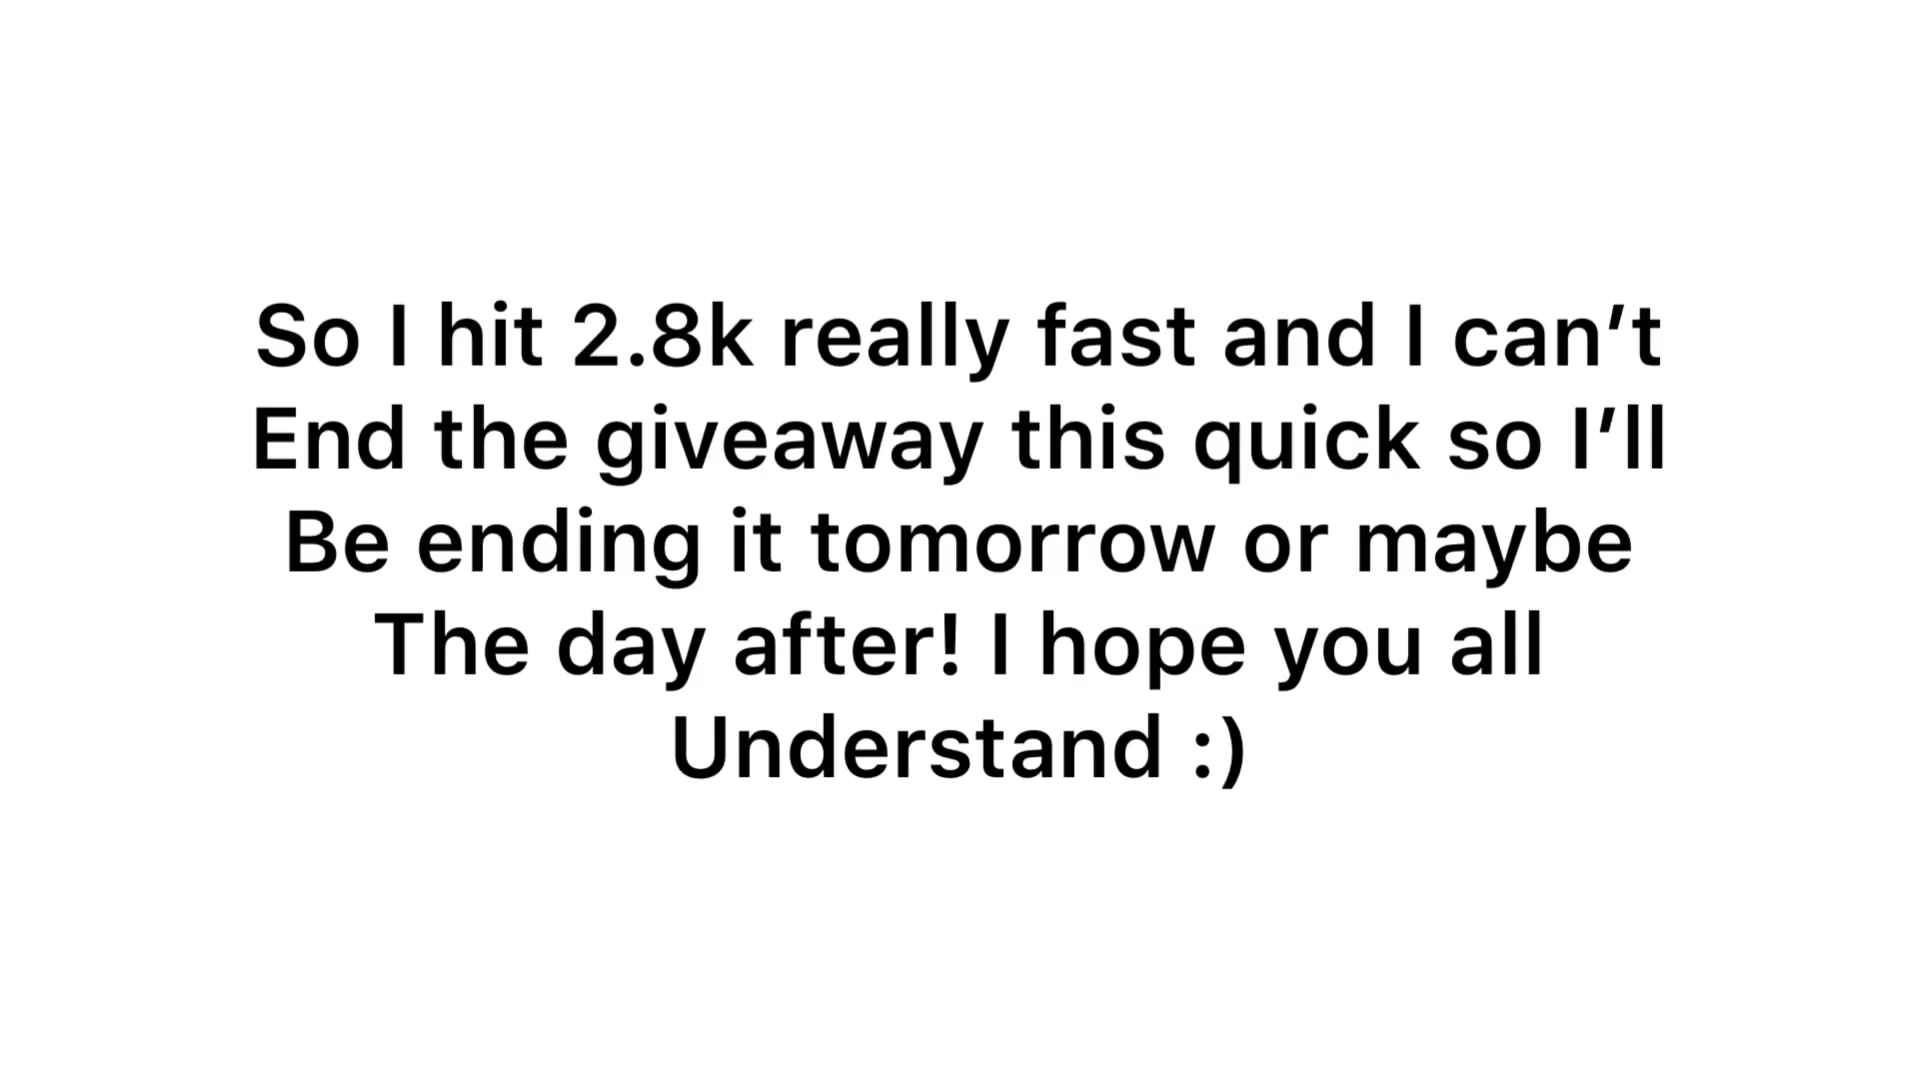 So I hit 2.8k really fast and I can’t
End the giveaway this quick so I’ll
Be ending it tomorrow or maybe
The day after! I hope you all
Understand :)